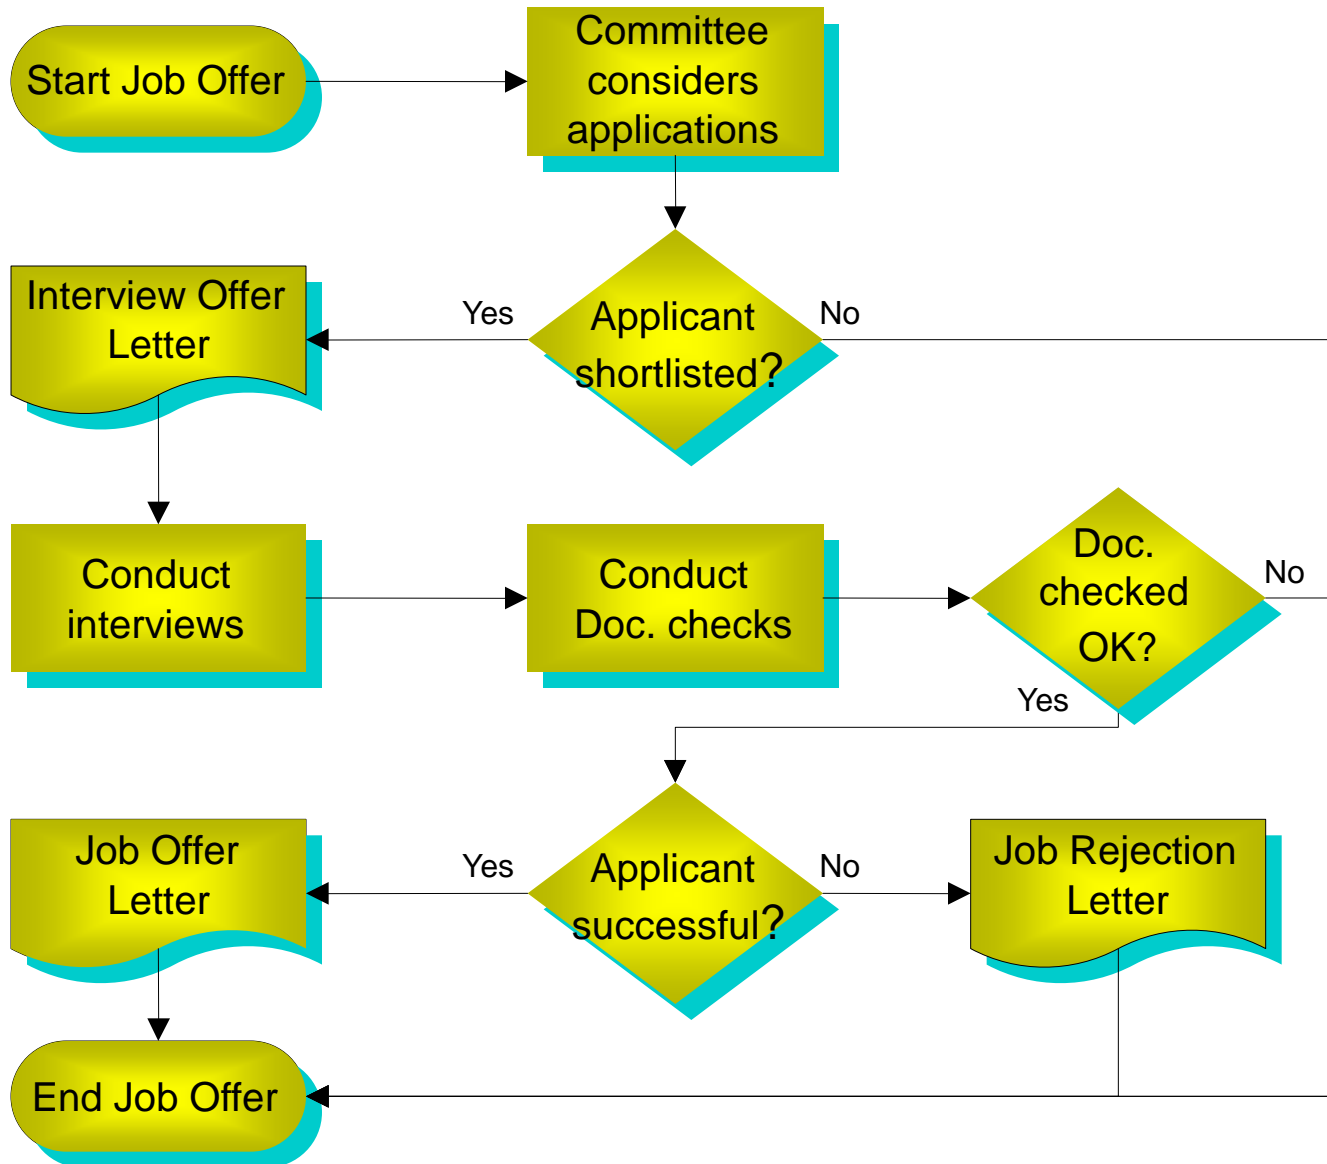 Start Job Offer
Committee
considers
applications
Interview Offer
Letter
Yes
Applicant
shortlisted?
No
Conduct
interviews
Conduct
Doc. checks
Doc.
checked
OK?
No
Yes
Job Offer
Letter
Yes
Applicant
successful?
No
Job Rejection
Letter
End Job Offer